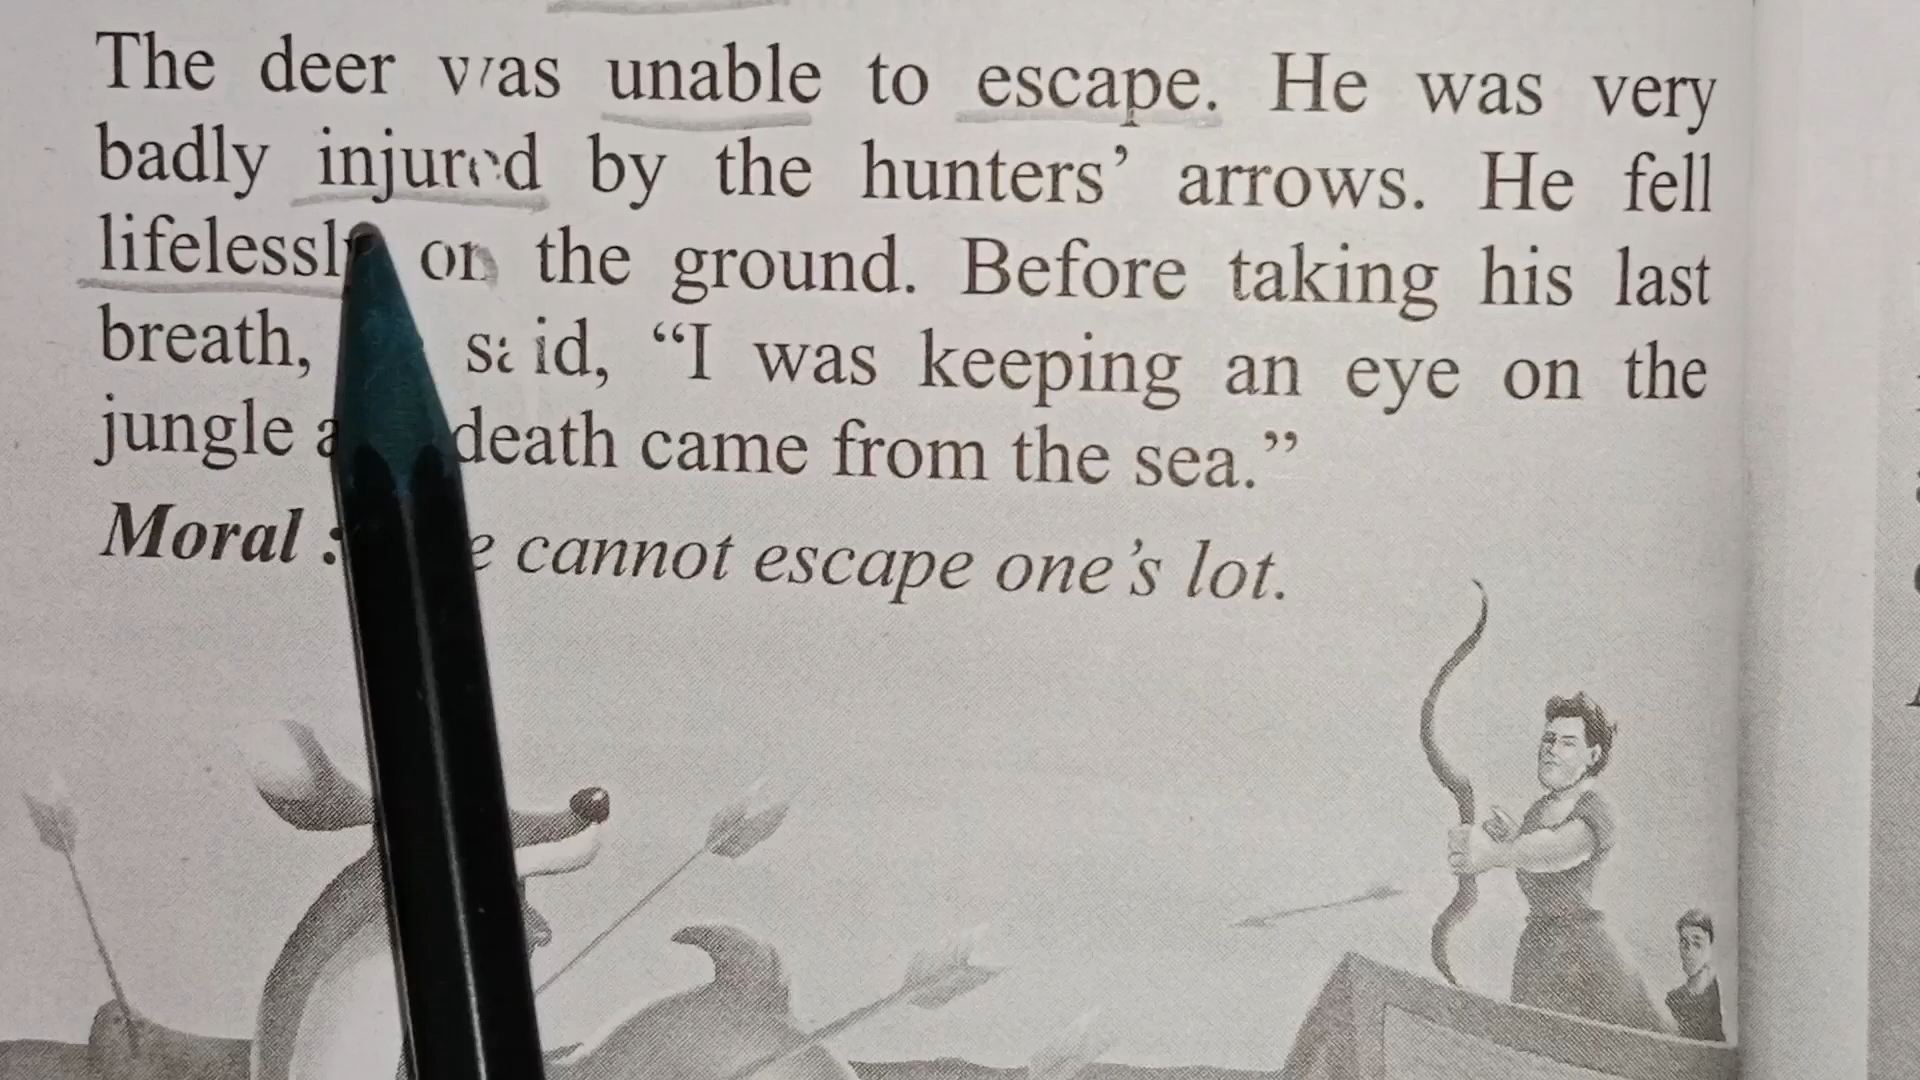 The deer was unable to escape. He was very
badly injured by the hunters’ arrows. He fell
lifelessly on the ground. Before taking his last
breath, said, “I was keeping an eye on the
jungle death came from the sea.”
Moral : cannot escape one’s lot.